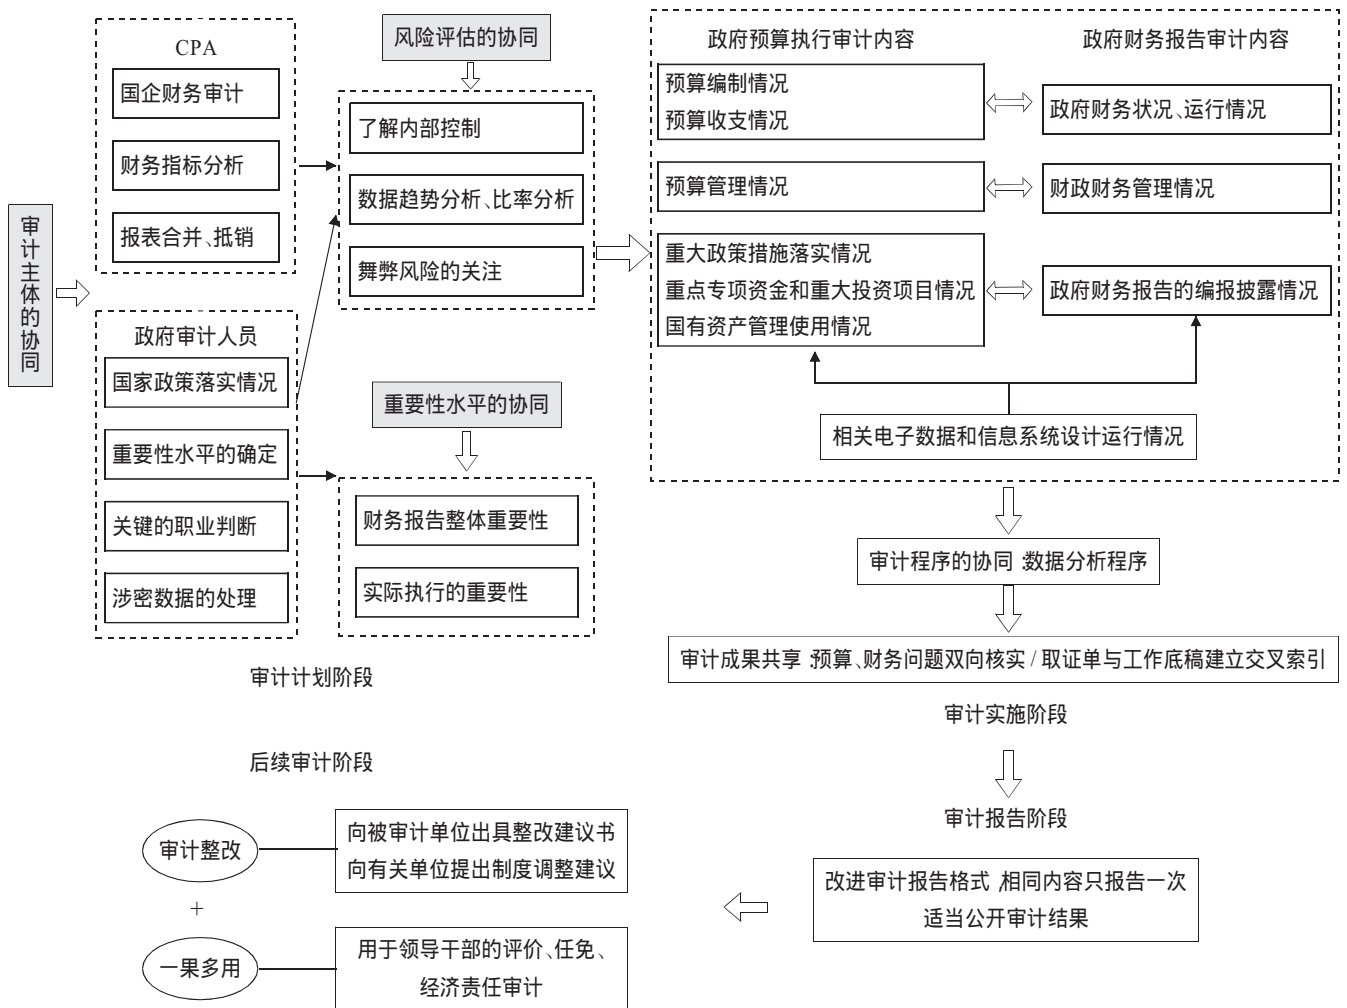 审计主体的协同
CPA
国企财务审计
财务指标分析
报表合并、抵销
政府审计人员
国家政策落实情况
重要性水平的确定
关键的职业判断
涉密数据的处理
风险评估的协同
了解内部控制
数据趋势分析、比率分析
舞弊风险的关注
重要性水平的协同
财务报告整体重要性
实际执行的重要性
审计计划阶段
政府预算执行审计内容
政府财务报告审计内容
预算编制情况
预算收支情况
政府财务状况、运行情况
预算管理情况
财政财务管理情况
重大政策措施落实情况
重点专项资金和重大投资项目情况
国有资产管理使用情况
政府财务报告的编报披露情况
相关电子数据和信息系统设计运行情况
审计程序的协同:数据分析程序
审计成果共享:预算、财务问题双向核实/取证单与工作底稿建立交叉索引
审计实施阶段
审计报告阶段
改进审计报告格式,相同内容只报告一次
适当公开审计结果
后续审计阶段
审计整改
向被审计单位出具整改建议书
向有关单位提出制度调整建议
+
一果多用
用于领导干部的评价、任免、
经济责任审计